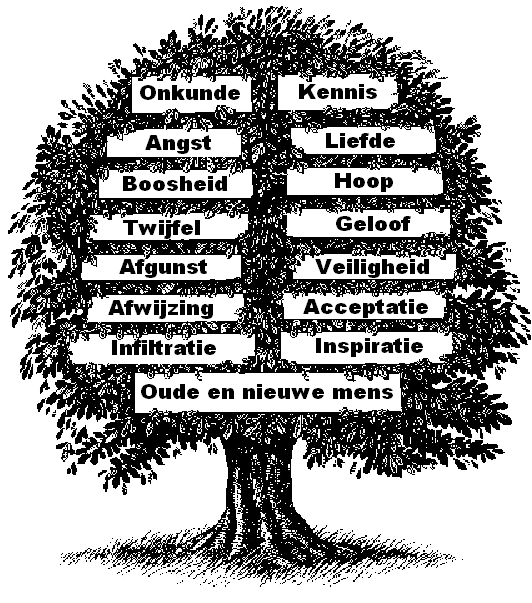 Onkunde Kennis
Angst Liefde
Boosheid Hoop
Twijfel Geloof
Afgunst Veiligheid
Afwijzing Acceptatie
Infiltratie Inspiratie
Oude en nieuwe mens